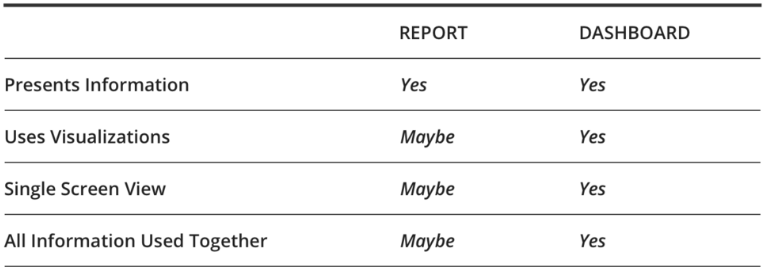 REPORT DASHBOARD
Presents Information Yes Yes
Uses Visualizations Maybe Yes
Single Screen View Maybe Yes
All Information Used Together Maybe Yes